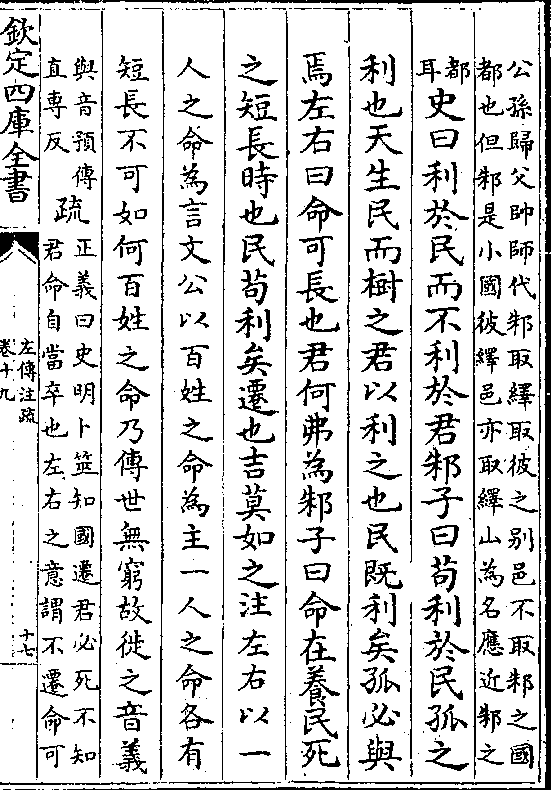 公孫歸父帥師代邾取繹取彼之别邑不取邾之國
都也但邾是小國彼繹邑亦取繹山為名應近邾之
都
耳
史曰利於民而不利於君邾子曰苟利於民孤之
利也天生民而樹之君以利之也民既利矣孤必與
焉左右曰命可長也君何弗為邾子曰命在養民死
之短長時也民苟利矣遷也吉莫如之注左右以一
人之命為言文公以百姓之命為主一人之命各有
短長不可如何百姓之命乃傳世無窮故徙之音義
與音預傳
直專反
疏
正義曰史明卜筮知國遷君必死不知
君命自當卒也左右之意謂不遷命可
欽定四庫全書
左傳注疏
卷十九
十七